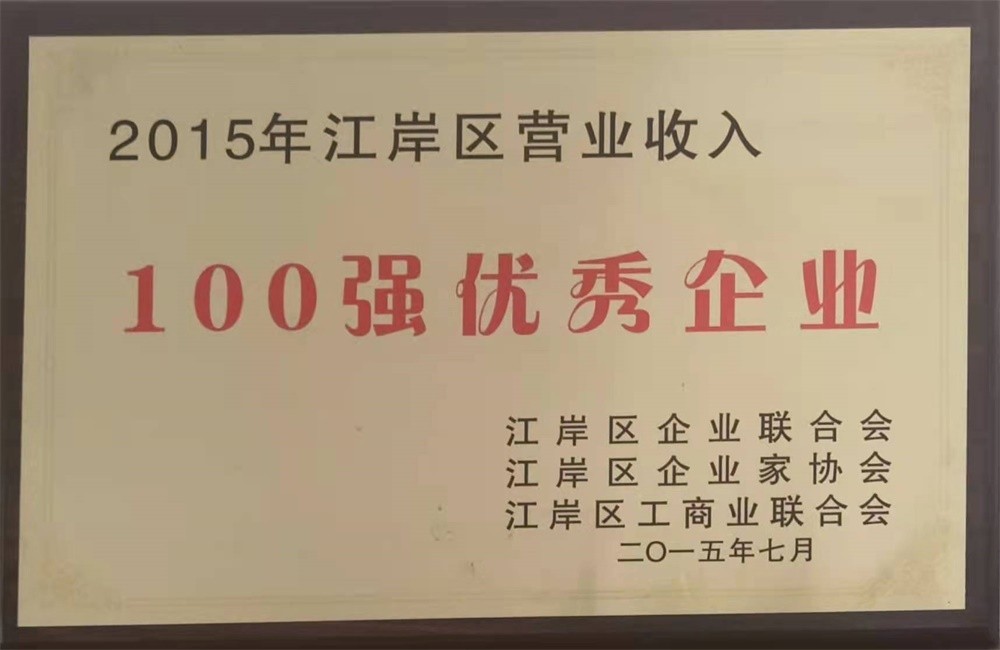 2015年江岸区营业收入
100强优秀企业
江岸区企业联合会
江岸区企业家协会
江岸区工商业联合会
二〇一五年七月